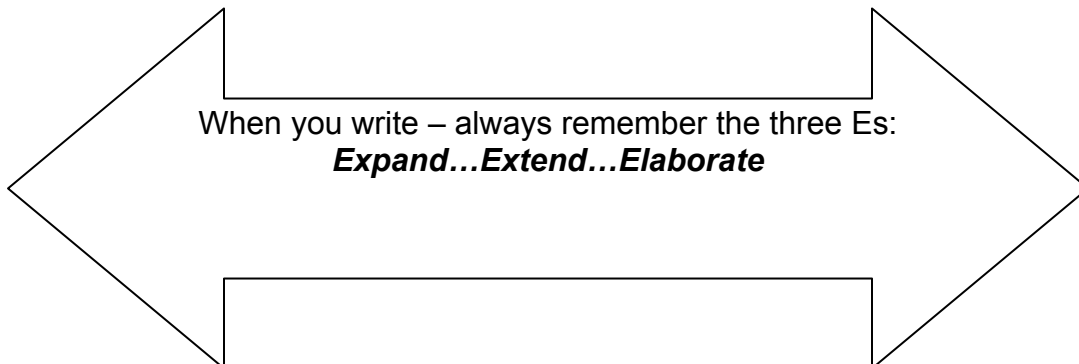 When you write – always remember the three Es:
Expand…Extend…Elaborate